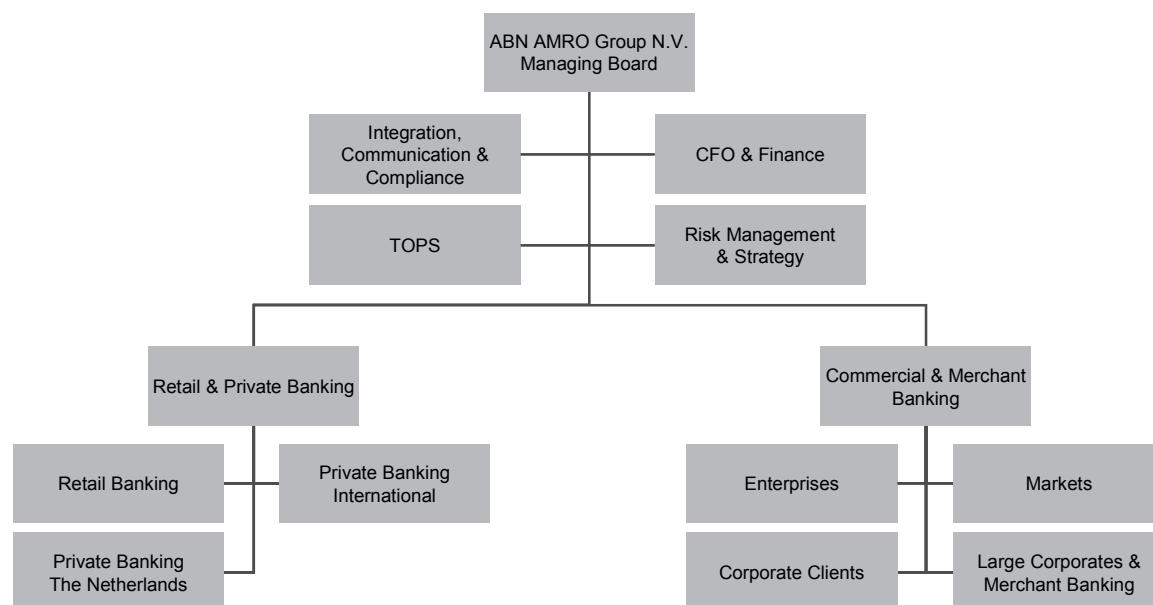 ABN AMRO Group N.V.
Managing Board
Integration,
Communication &
Compliance
CFO & Finance
TOPS
Risk Management
& Strategy
Retail & Private Banking
Commercial & Merchant
Banking
Retail Banking
Private Banking
International
Enterprises
Markets
Private Banking
The Netherlands
Corporate Clients
Large Corporates &
Merchant Banking